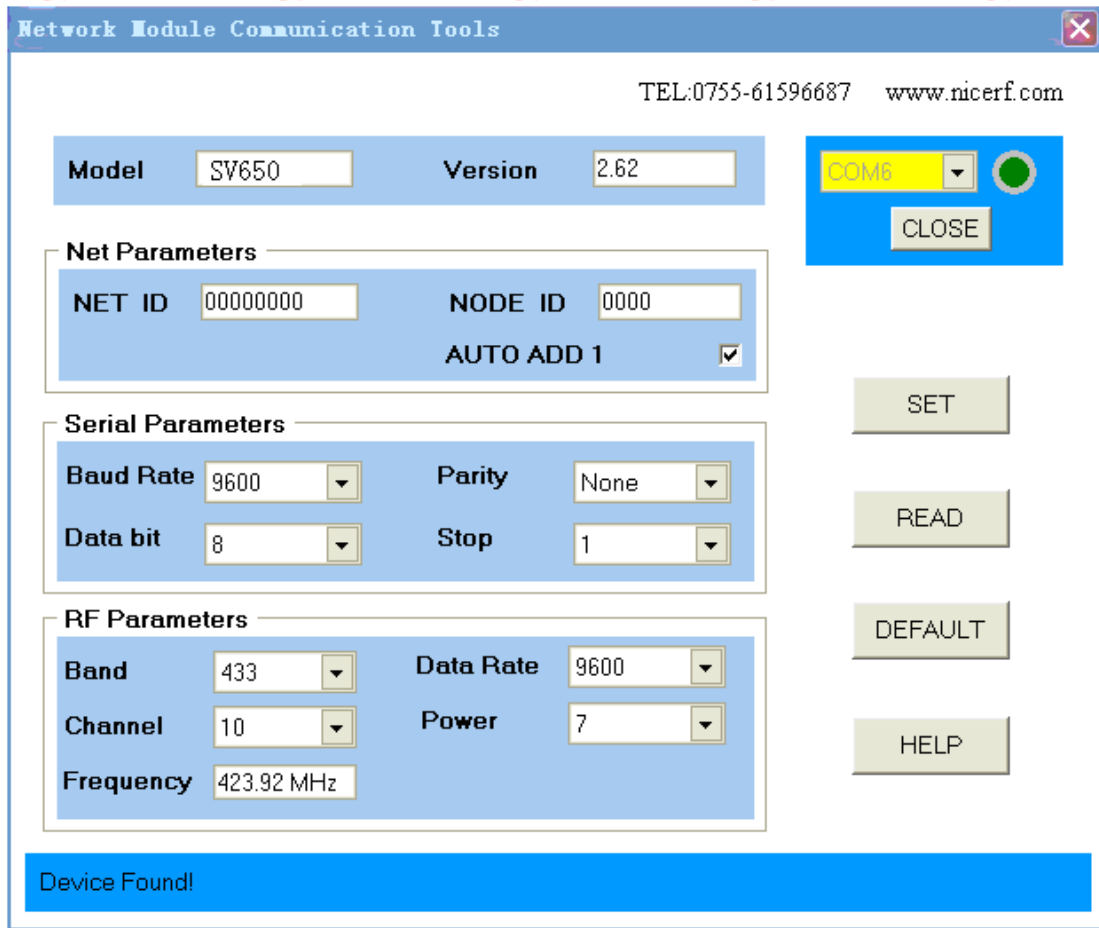 Network Module Communication Tools
TEL:0755-61596687 www.nicerf.com
Model SV650 Version 2.62
COM6
CLOSE
Net Parameters
NET ID 00000000 NODE ID 0000
AUTO ADD 1
SET
Serial Parameters
Baud Rate 9600 Parity None
Data bit 8 Stop 1
READ
RF Parameters
Band 433 Data Rate 9600
Channel 10 Power 7
Frequency 423.92 MHz
DEFAULT
HELP
Device Found!